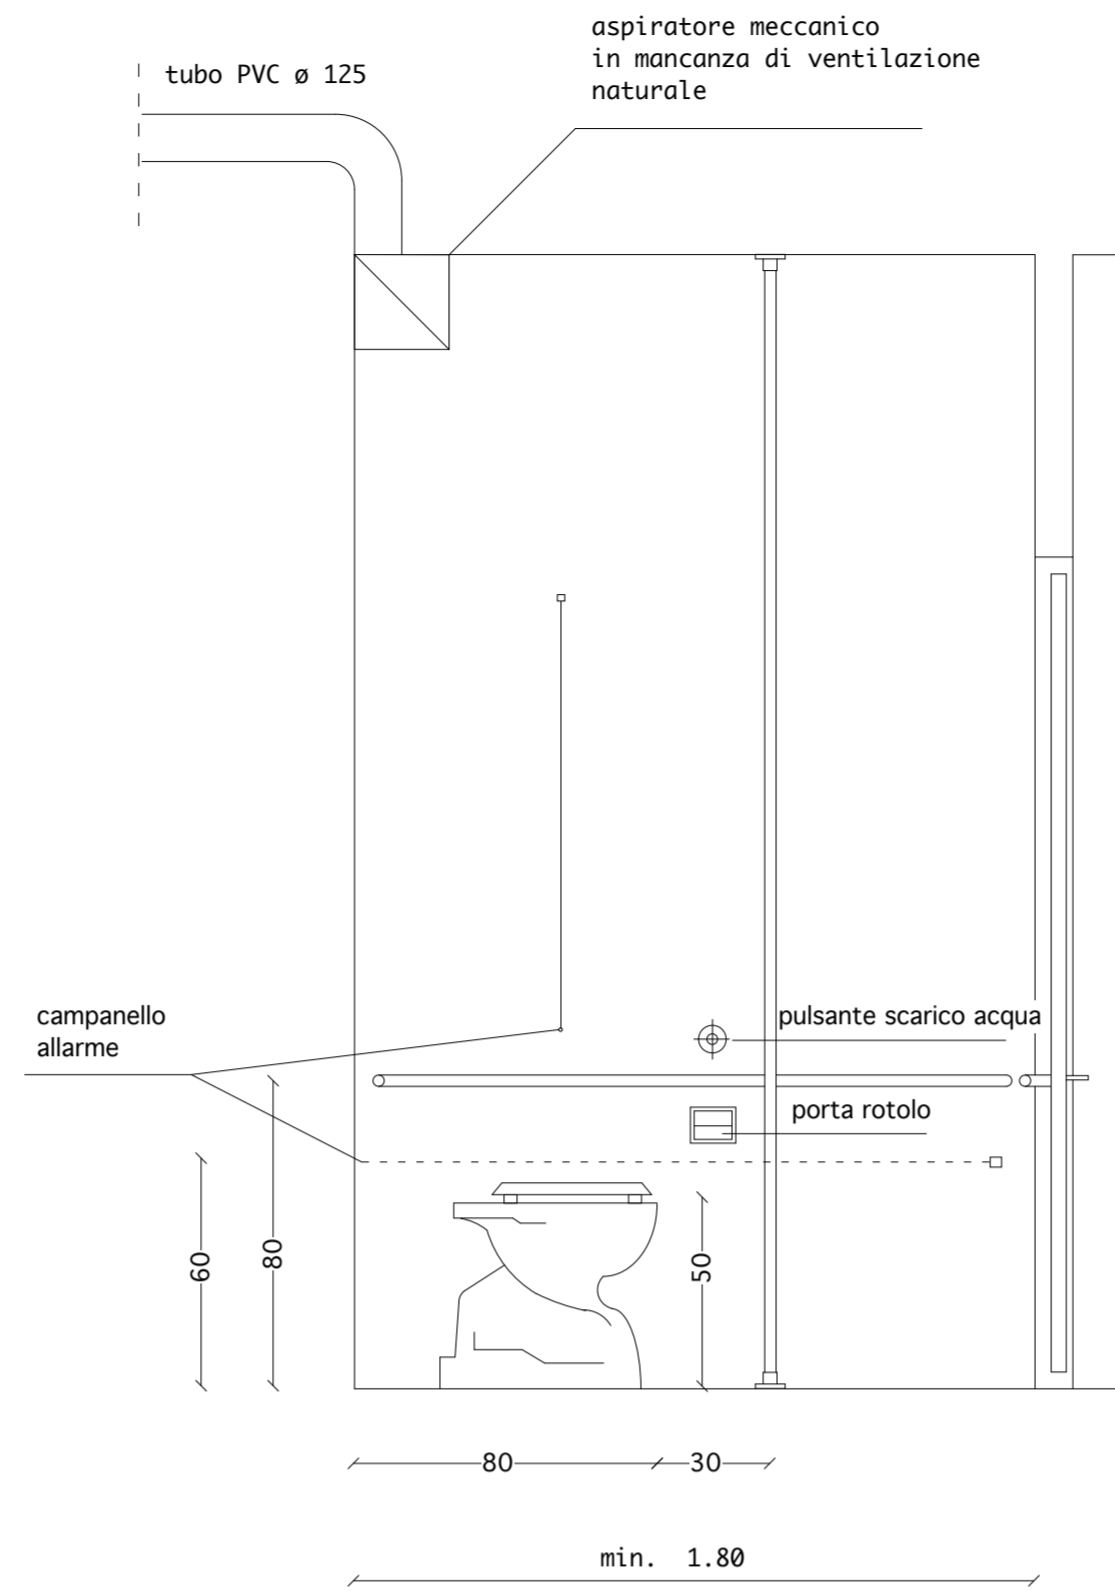 aspiratore meccanico
in mancanza di ventilazione
naturale
tubo PVC ø 125
campanello
allarme
pulsante scarico acqua
porta rotolo
60
80
50
80
30
min. 1.80